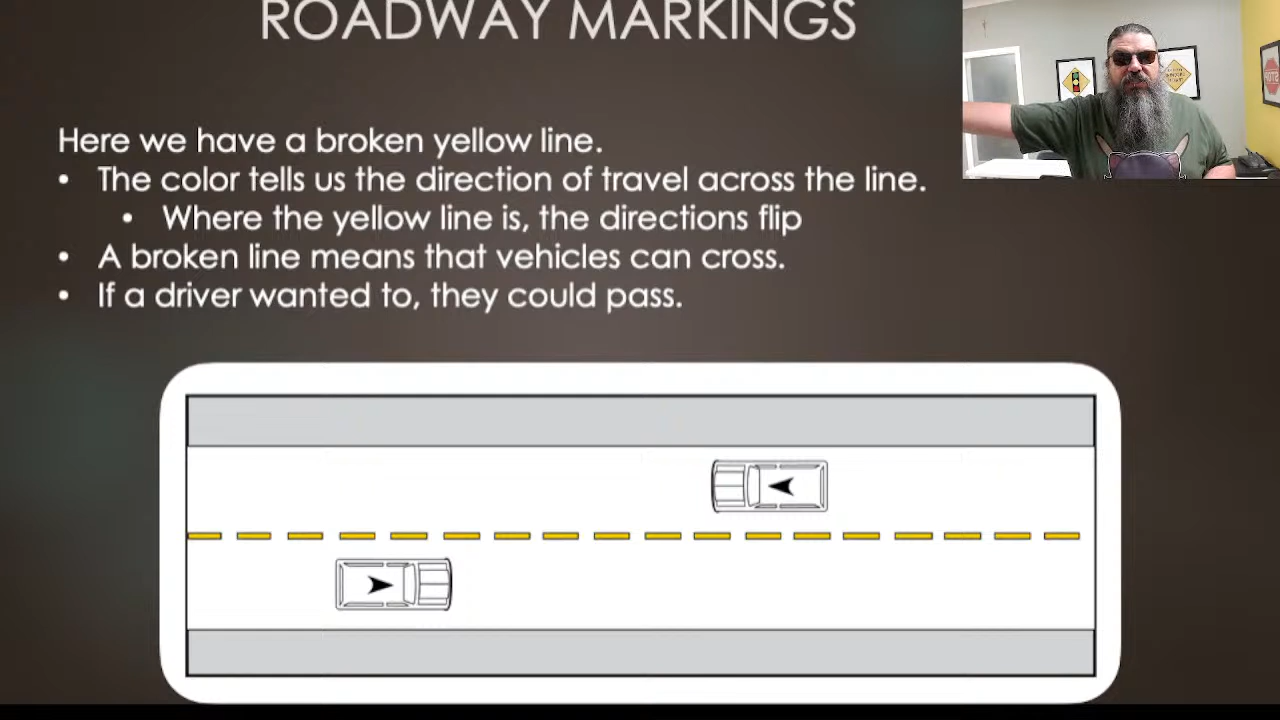 ROADWAY MARKINGS
Here we have a broken yellow line.
• The color tells us the direction of travel across the line.
• Where the yellow line is, the directions flip
• A broken line means that vehicles can cross.
• If a driver wanted to, they could pass.